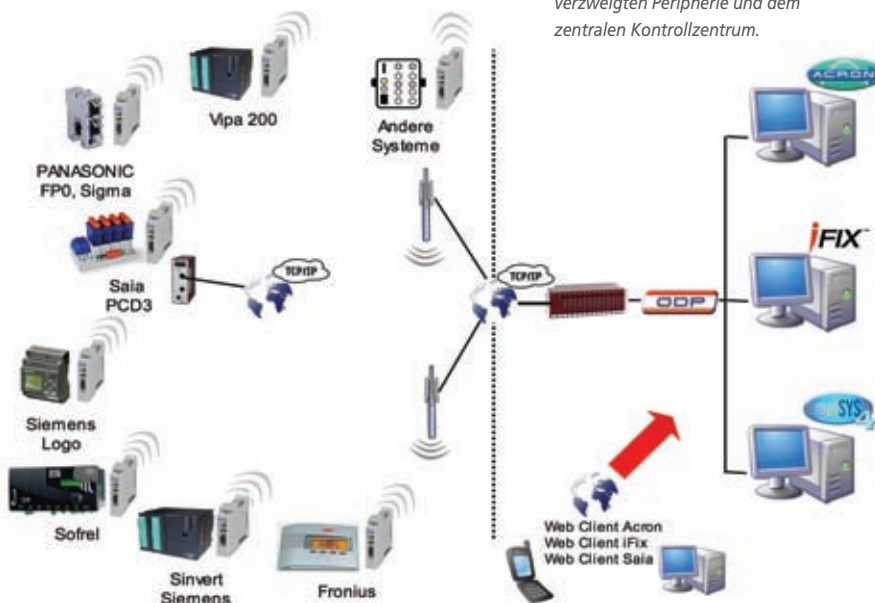 verzweigten Peripherie und dem
zentralen Kontrollzentrum.
ACRON
Vipa 200
Andere
Systeme
PANASONIC
FP0, Sigma
iFIX
TCP/IP
TCP/IP
Saia
PCD3
ODP
Siemens
Logo
SYS
Web Client Acron
Web Client iFix
Web Client Saia
Sofrel
Sinvert
Siemens
Fronius